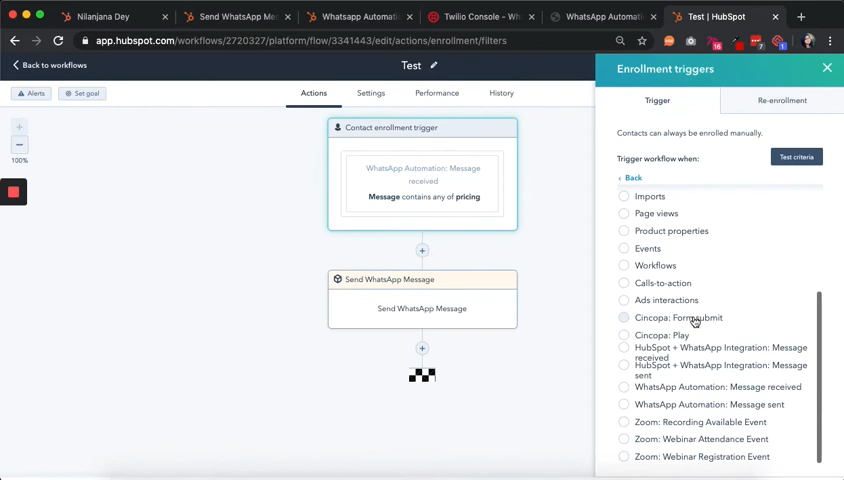 Nilanjana Dey
Send WhatsApp Me
Whatsapp Automati
Twilio Console - Wh
WhatsApp Automatic
Test | HubSpot
app.hubspot.com/workflows/2720327/platform/flow/3341443/edit/actions/enrollment/filters
16
7
1
Back to workflows
Test
Enrollment triggers
Alerts
Set goal
Actions
Settings
Performance
History
Trigger
Re-enrollment
100%
Contact enrollment trigger
WhatsApp Automation: Message
received
Message contains any of pricing
Send WhatsApp Message
Send WhatsApp Message
Contacts can always be enrolled manually.
Trigger workflow when:
Test criteria
Back
Imports
Page views
Product properties
Events
Workflows
Calls-to-action
Ads interactions
Cincopa: Form submit
Cincopa: Play
HubSpot + WhatsApp Integration: Message
received
HubSpot + WhatsApp Integration: Message
sent
WhatsApp Automation: Message received
WhatsApp Automation: Message sent
Zoom: Recording Available Event
Zoom: Webinar Attendance Event
Zoom: Webinar Registration Event